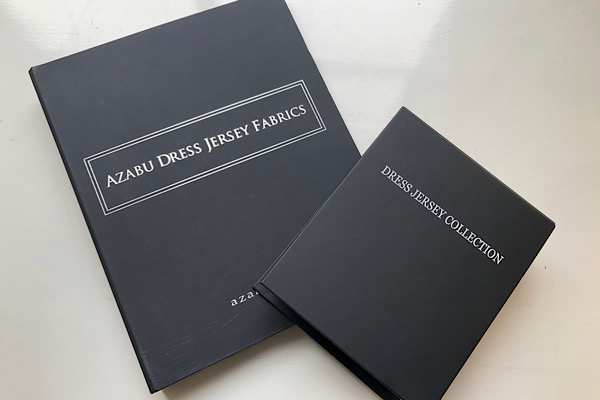 AZABU DRESS JERSEY FABRICS
DRESS JERSEY COLLECTION